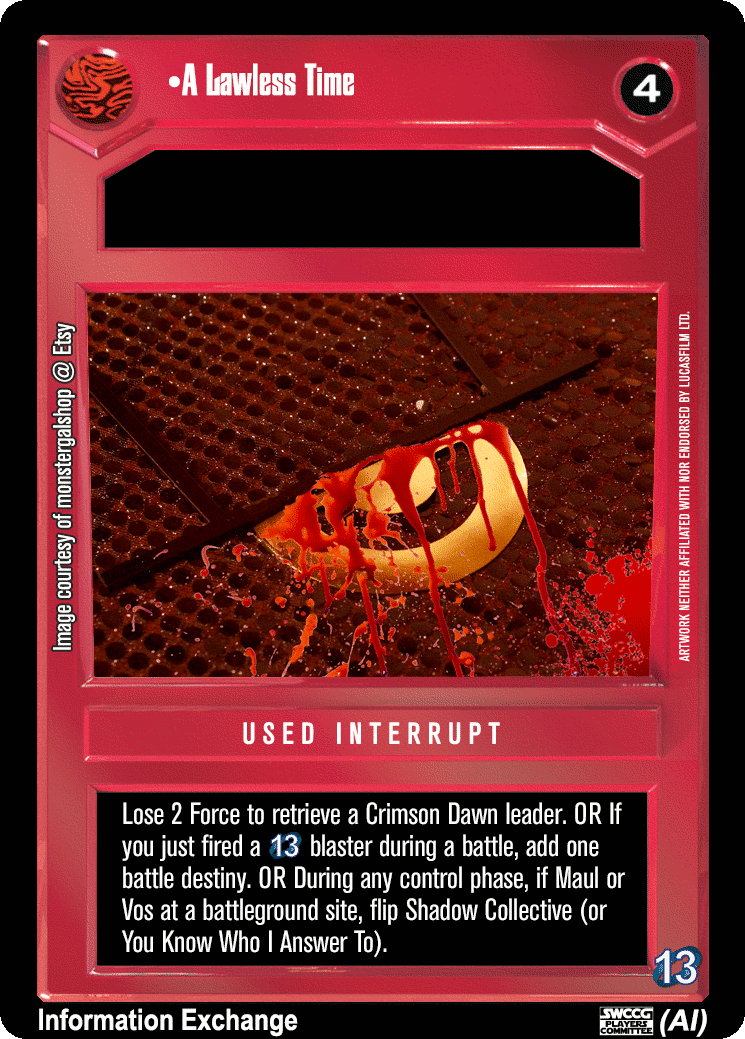 •A Lawless Time
4
Image courtesy of monstergalshop @ Etsy
ARTWORK NEITHER AFFILIATED WITH NOR ENDORSED BY LUCASFILM LTD.
USED INTERRUPT
Lose 2 Force to retrieve a Crimson Dawn leader. OR If
you just fired a 13 blaster during a battle, add one
battle destiny. OR During any control phase, if Maul or
Vos at a battleground site, flip Shadow Collective (or
You Know Who I Answer To).
13
Information Exchange
SWCCG
PLAYERS
COMMITTEE
(AI)